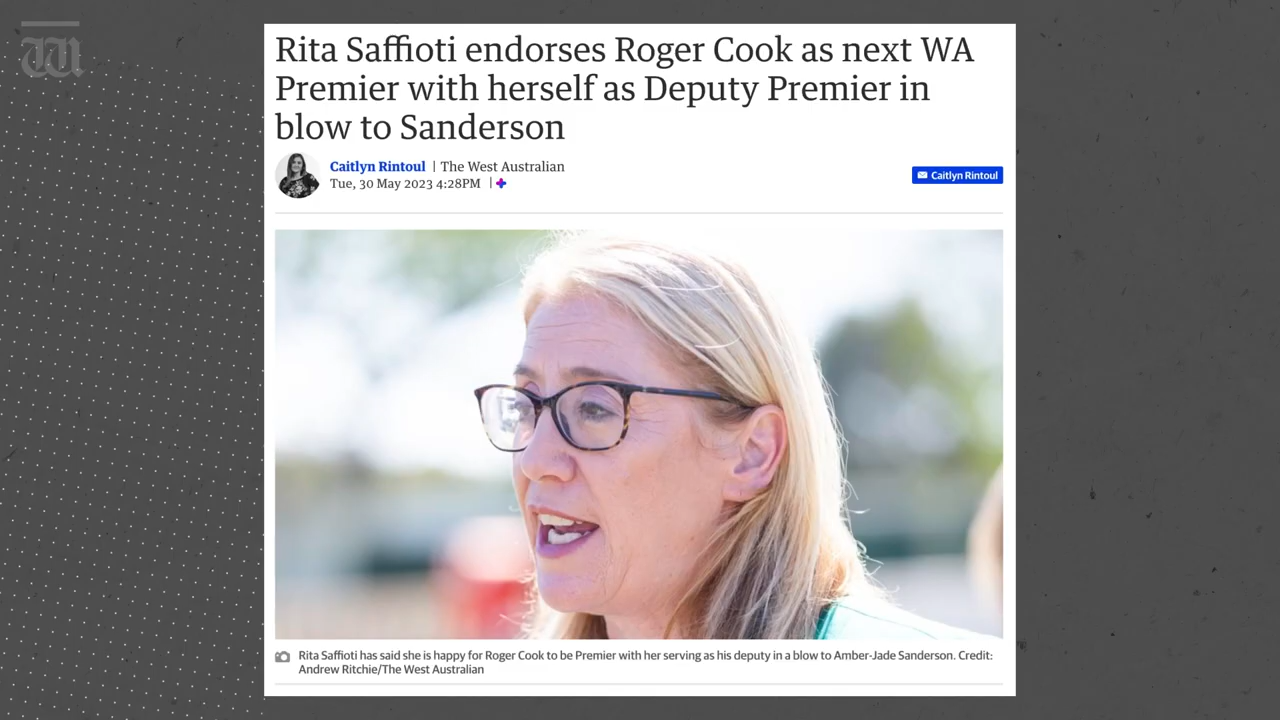 W
Rita Saffioti endorses Roger Cook as next WA
Premier with herself as Deputy Premier in
blow to Sanderson
Caitlyn Rintoul | The West Australian
Tue, 30 May 2023 4:28PM |
Caitlyn Rintoul
Rita Saffioti has said she is happy for Roger Cook to be Premier with her serving as his deputy in a blow to Amber-Jade Sanderson. Credit:
Andrew Ritchie/The West Australian